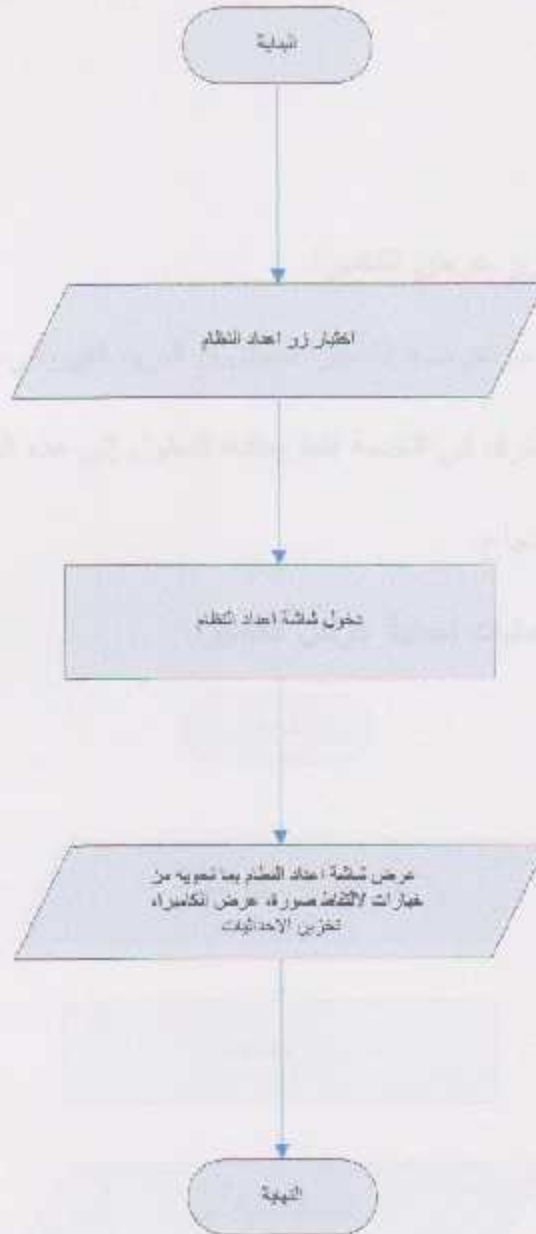 البداية
اختيار زر اعداد النظام
دخول شاشة اعداد النظام
عرض شاشة اعداد النظام بما تحويه من
خيارات لالتقاط صورة، عرض الكاميرا،
تخزين الاحداثيات
النهاية